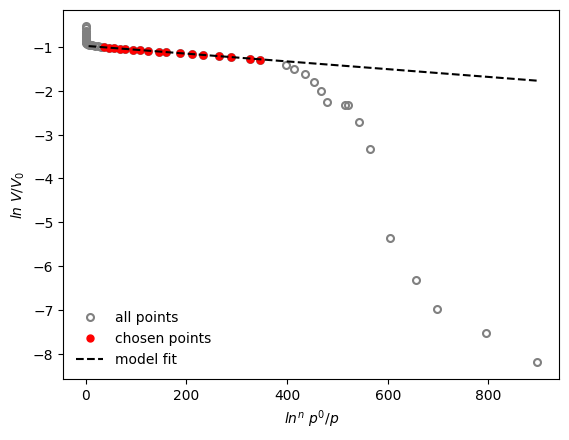 −1
−2
−3
−4
−5
−6
−7
−8
ln V/V₀
all points
chosen points
model fit
0 200 400 600 800
lnⁿ p⁰/p